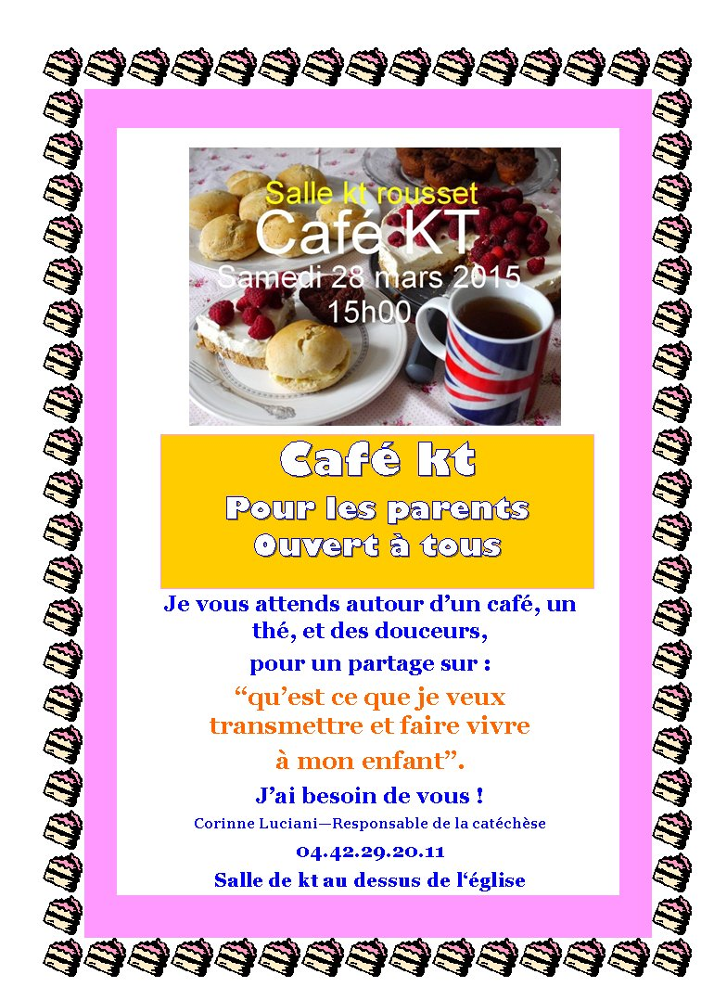 Salle kt rousset
Café KT
Samedi 28 mars 2015
15h00
Café kt
Pour les parents
Ouvert à tous
Je vous attends autour d’un café, un
thé, et des douceurs,
pour un partage sur :
“qu’est ce que je veux
transmettre et faire vivre
à mon enfant”.
J’ai besoin de vous !
Corinne Luciani—Responsable de la catéchèse
04.42.29.20.11
Salle de kt au dessus de l‘église